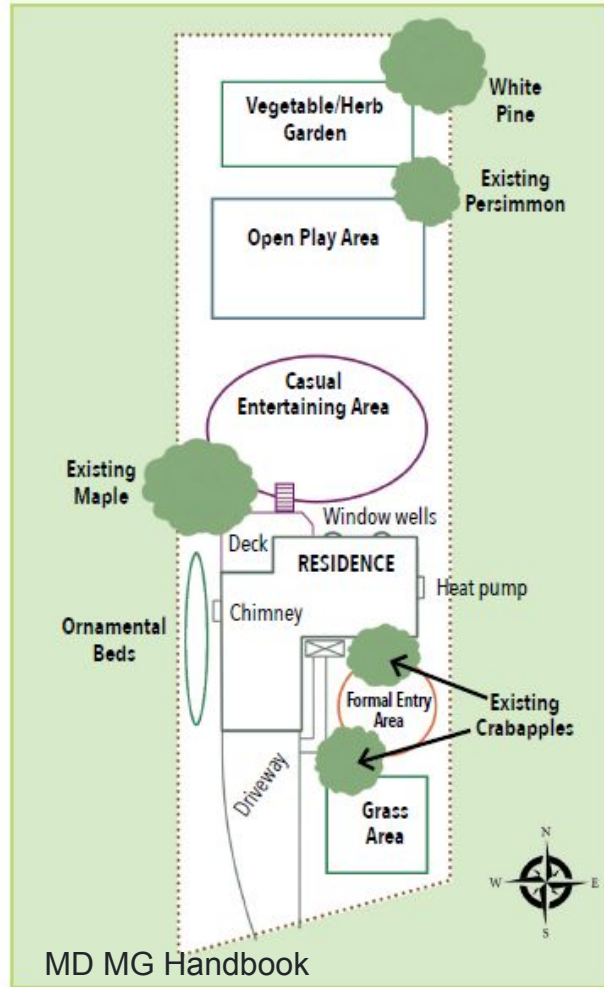 White
Pine
Vegetable/Herb
Garden
Existing
Persimmon
Open Play Area
Casual
Entertaining Area
Existing
Maple
Window wells
Deck
RESIDENCE
Heat pump
Chimney
Ornamental
Beds
Formal Entry
Area
Existing
Crabapples
Driveway
Grass
Area
N
W
E
S
MD MG Handbook